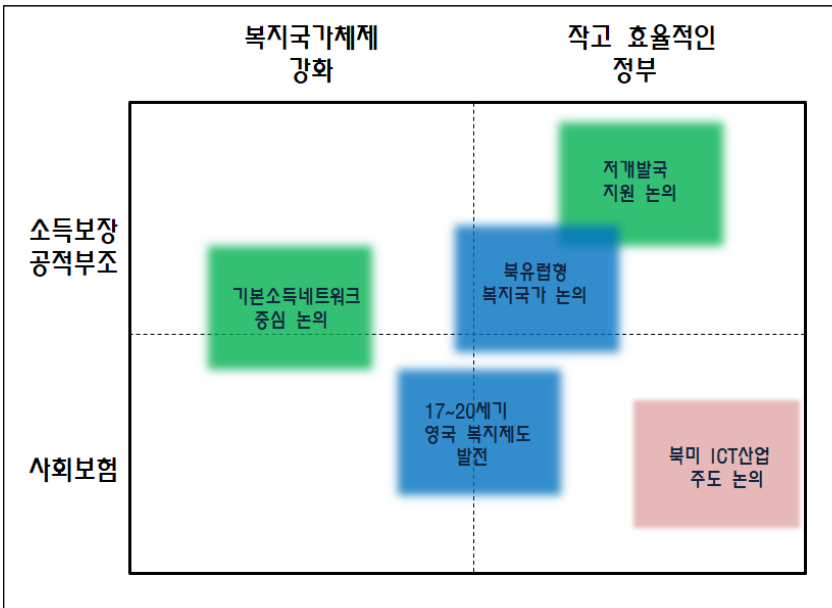 복지국가체제
강화
작고 효율적인
정부
소득보장
공적부조
사회보험
저개발국
지원 논의
북유럽형
복지국가 논의
기본소득네트워크
중심 논의
17~20세기
영국 복지제도
발전
북미 ICT산업
주도 논의